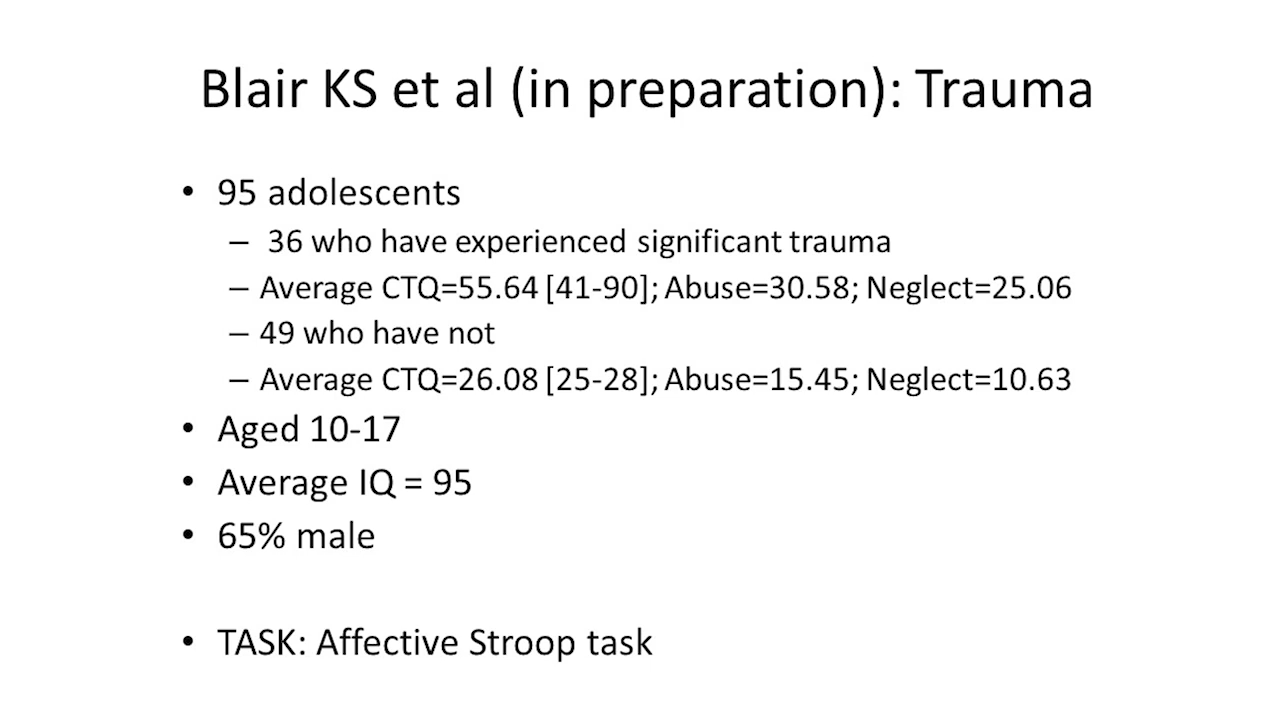 Blair KS et al (in preparation): Trauma
• 95 adolescents
– 36 who have experienced significant trauma
– Average CTQ=55.64 [41-90]; Abuse=30.58; Neglect=25.06
– 49 who have not
– Average CTQ=26.08 [25-28]; Abuse=15.45; Neglect=10.63
• Aged 10-17
• Average IQ = 95
• 65% male
• TASK: Affective Stroop task